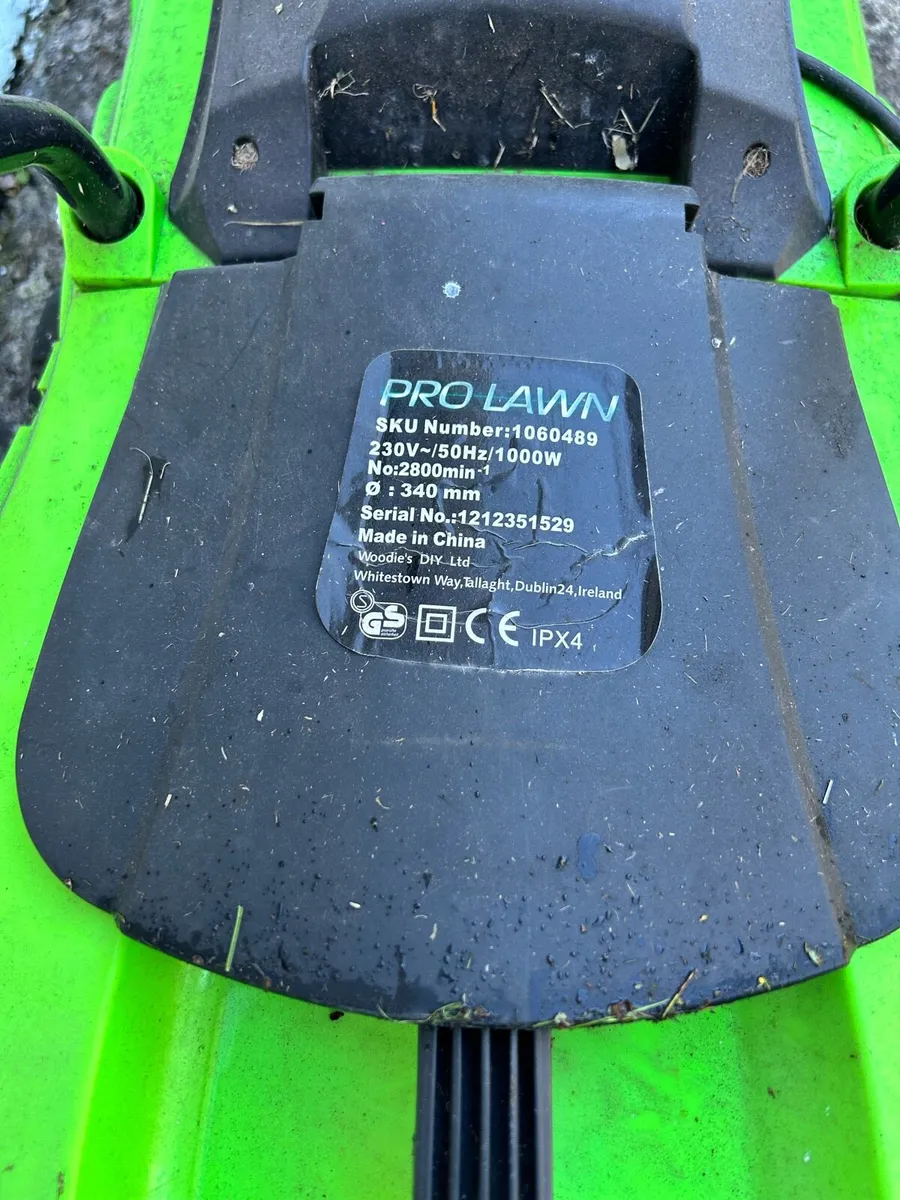 PRO LAWN
SKU Number:1060489
230V~/50Hz/1000W
No:2800min-1
Ø : 340 mm
Serial No.:1212351529
Made in China
Woodie's DIY Ltd
Whitestown Way,Tallaght,Dublin24,Ireland
S GS
CE IPX4